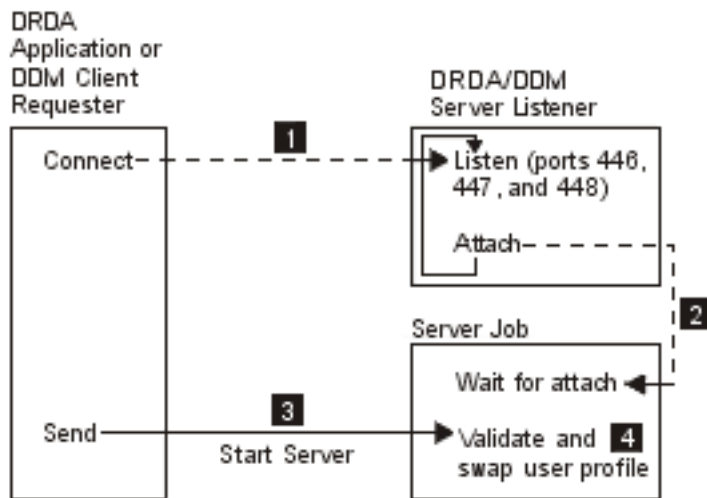 DRDA
Application or
DDM Client
Requester
DRDA/DDM
Server Listener
1
Connect
Listen (ports 446,
447, and 448)
Attach
2
Server Job
Wait for attach
3
Send
Start Server
Validate and 4
swap user profile